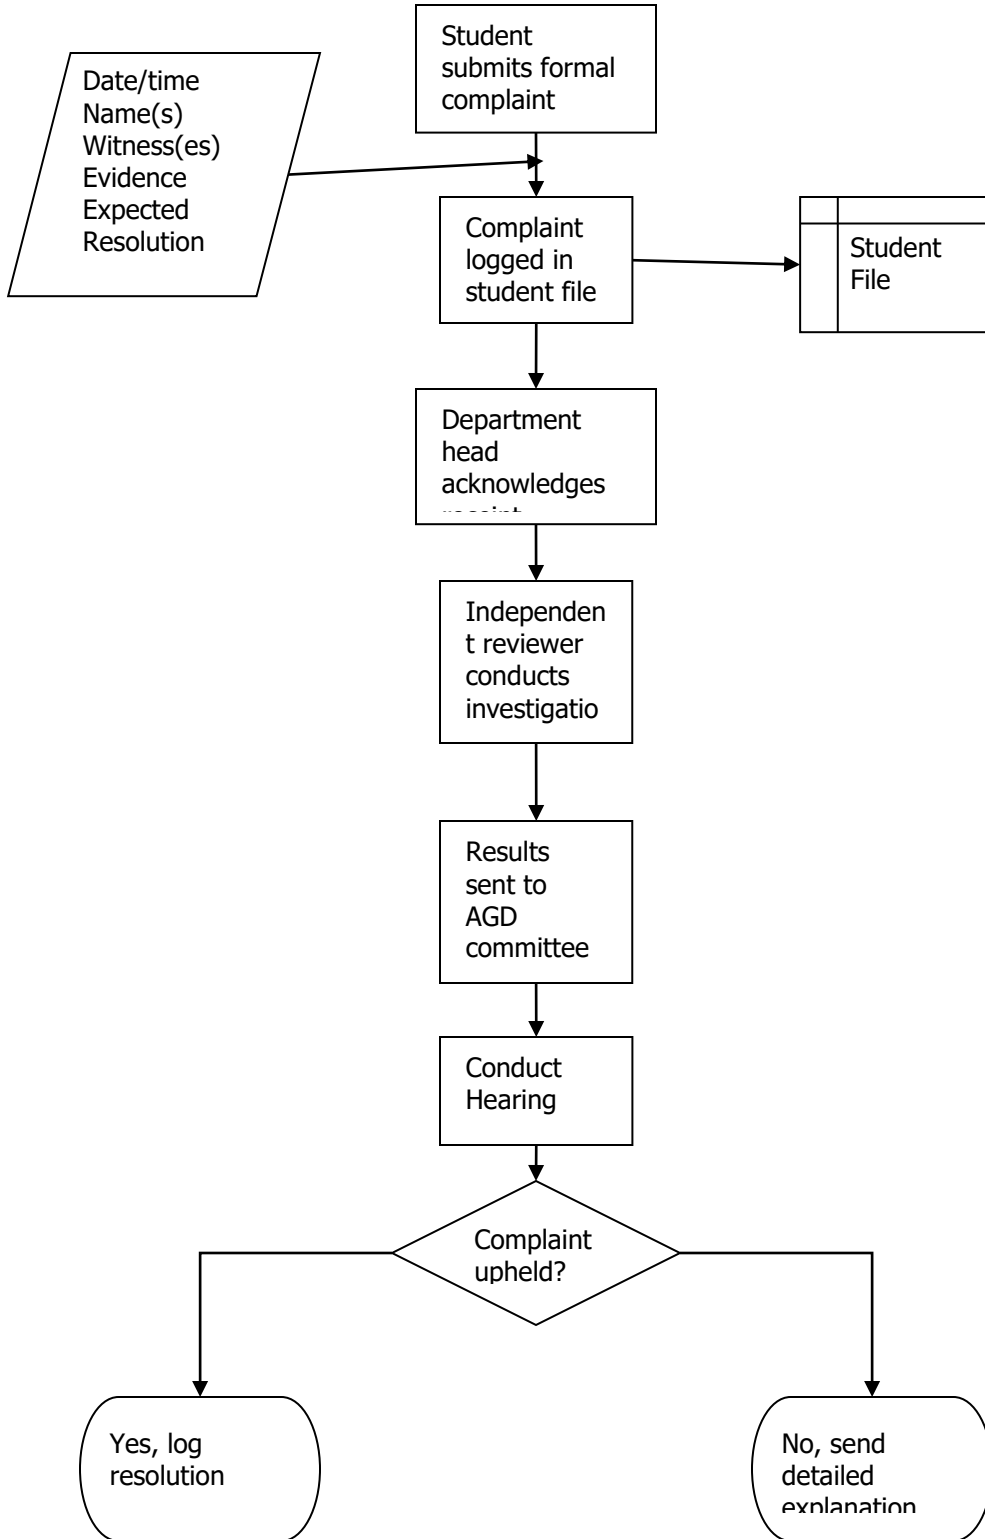 Student
submits formal
complaint
Date/time
Name(s)
Witness(es)
Evidence
Expected
Resolution
Complaint
logged in
student file
Student
File
Department
head
acknowledges
Independen
t reviewer
conducts
investigatio
Results
sent to
AGD
committee
Conduct
Hearing
Complaint
upheld?
Yes, log
resolution
No, send
detailed
explanation